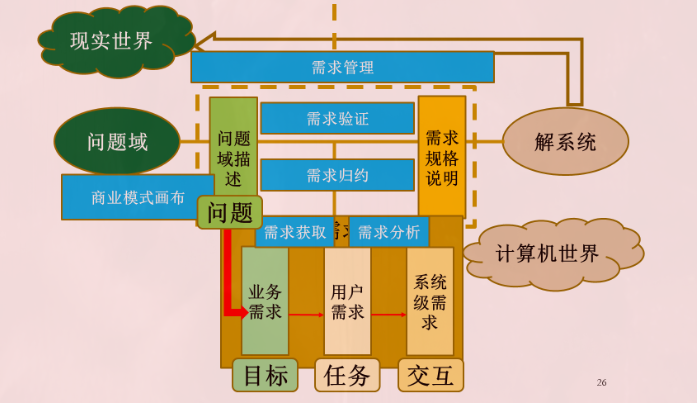 现实世界
需求管理
需求验证
问题域
问题
域描
述
需求
规格
说明
解系统
需求归约
商业模式画布
问题
需求获取
需求分析
计算机世界
业务
需求
用户
需求
系统
级需
求
目标
任务
交互
26